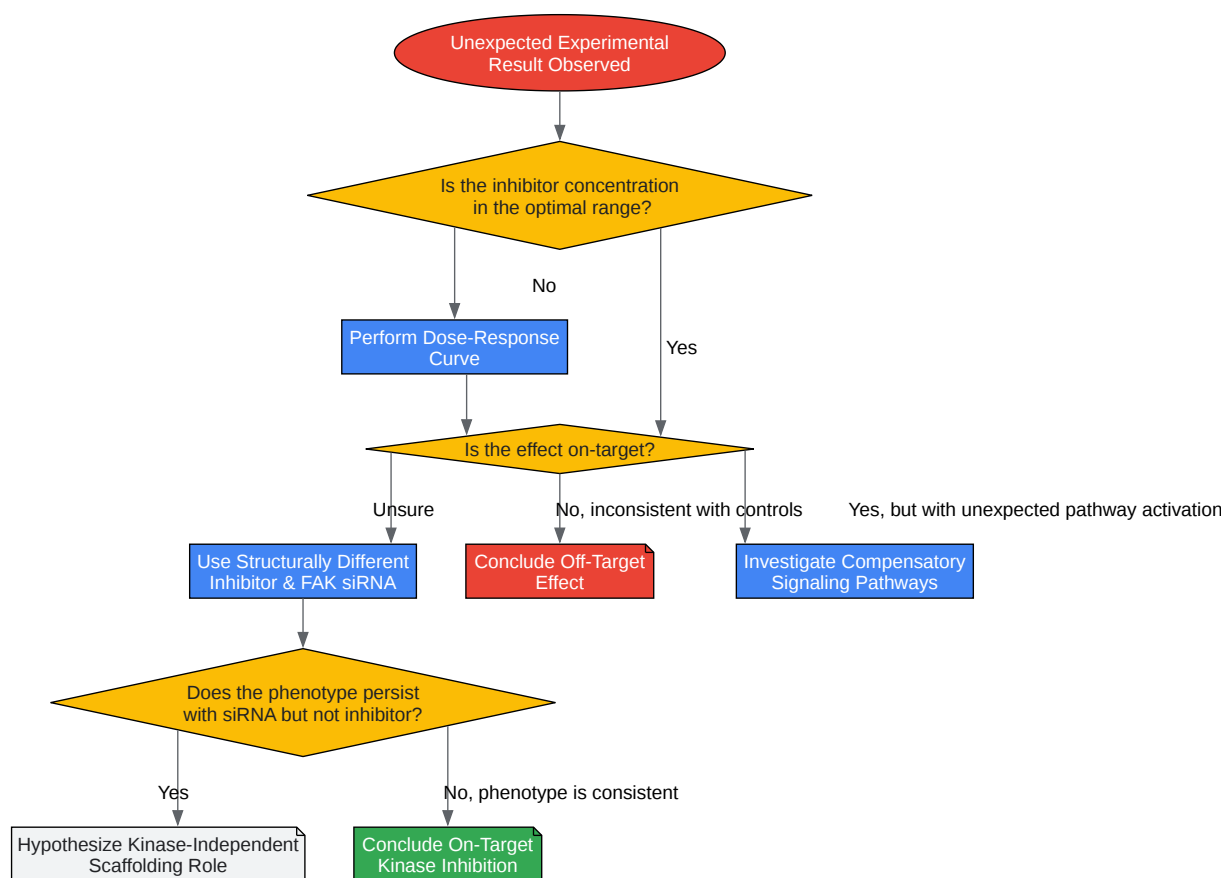 Unexpected Experimental
Result Observed
Is the inhibitor concentration
in the optimal range?
No
Perform Dose-Response
Curve
Yes
Is the effect on-target?
Unsure
No, inconsistent with controls
Yes, but with unexpected pathway activation
Use Structurally Different
Inhibitor & FAK siRNA
Conclude Off-Target
Effect
Investigate Compensatory
Signaling Pathways
Does the phenotype persist
with siRNA but not inhibitor?
Yes
No, phenotype is consistent
Hypothesize Kinase-Independent
Scaffolding Role
Conclude On-Target
Kinase Inhibition